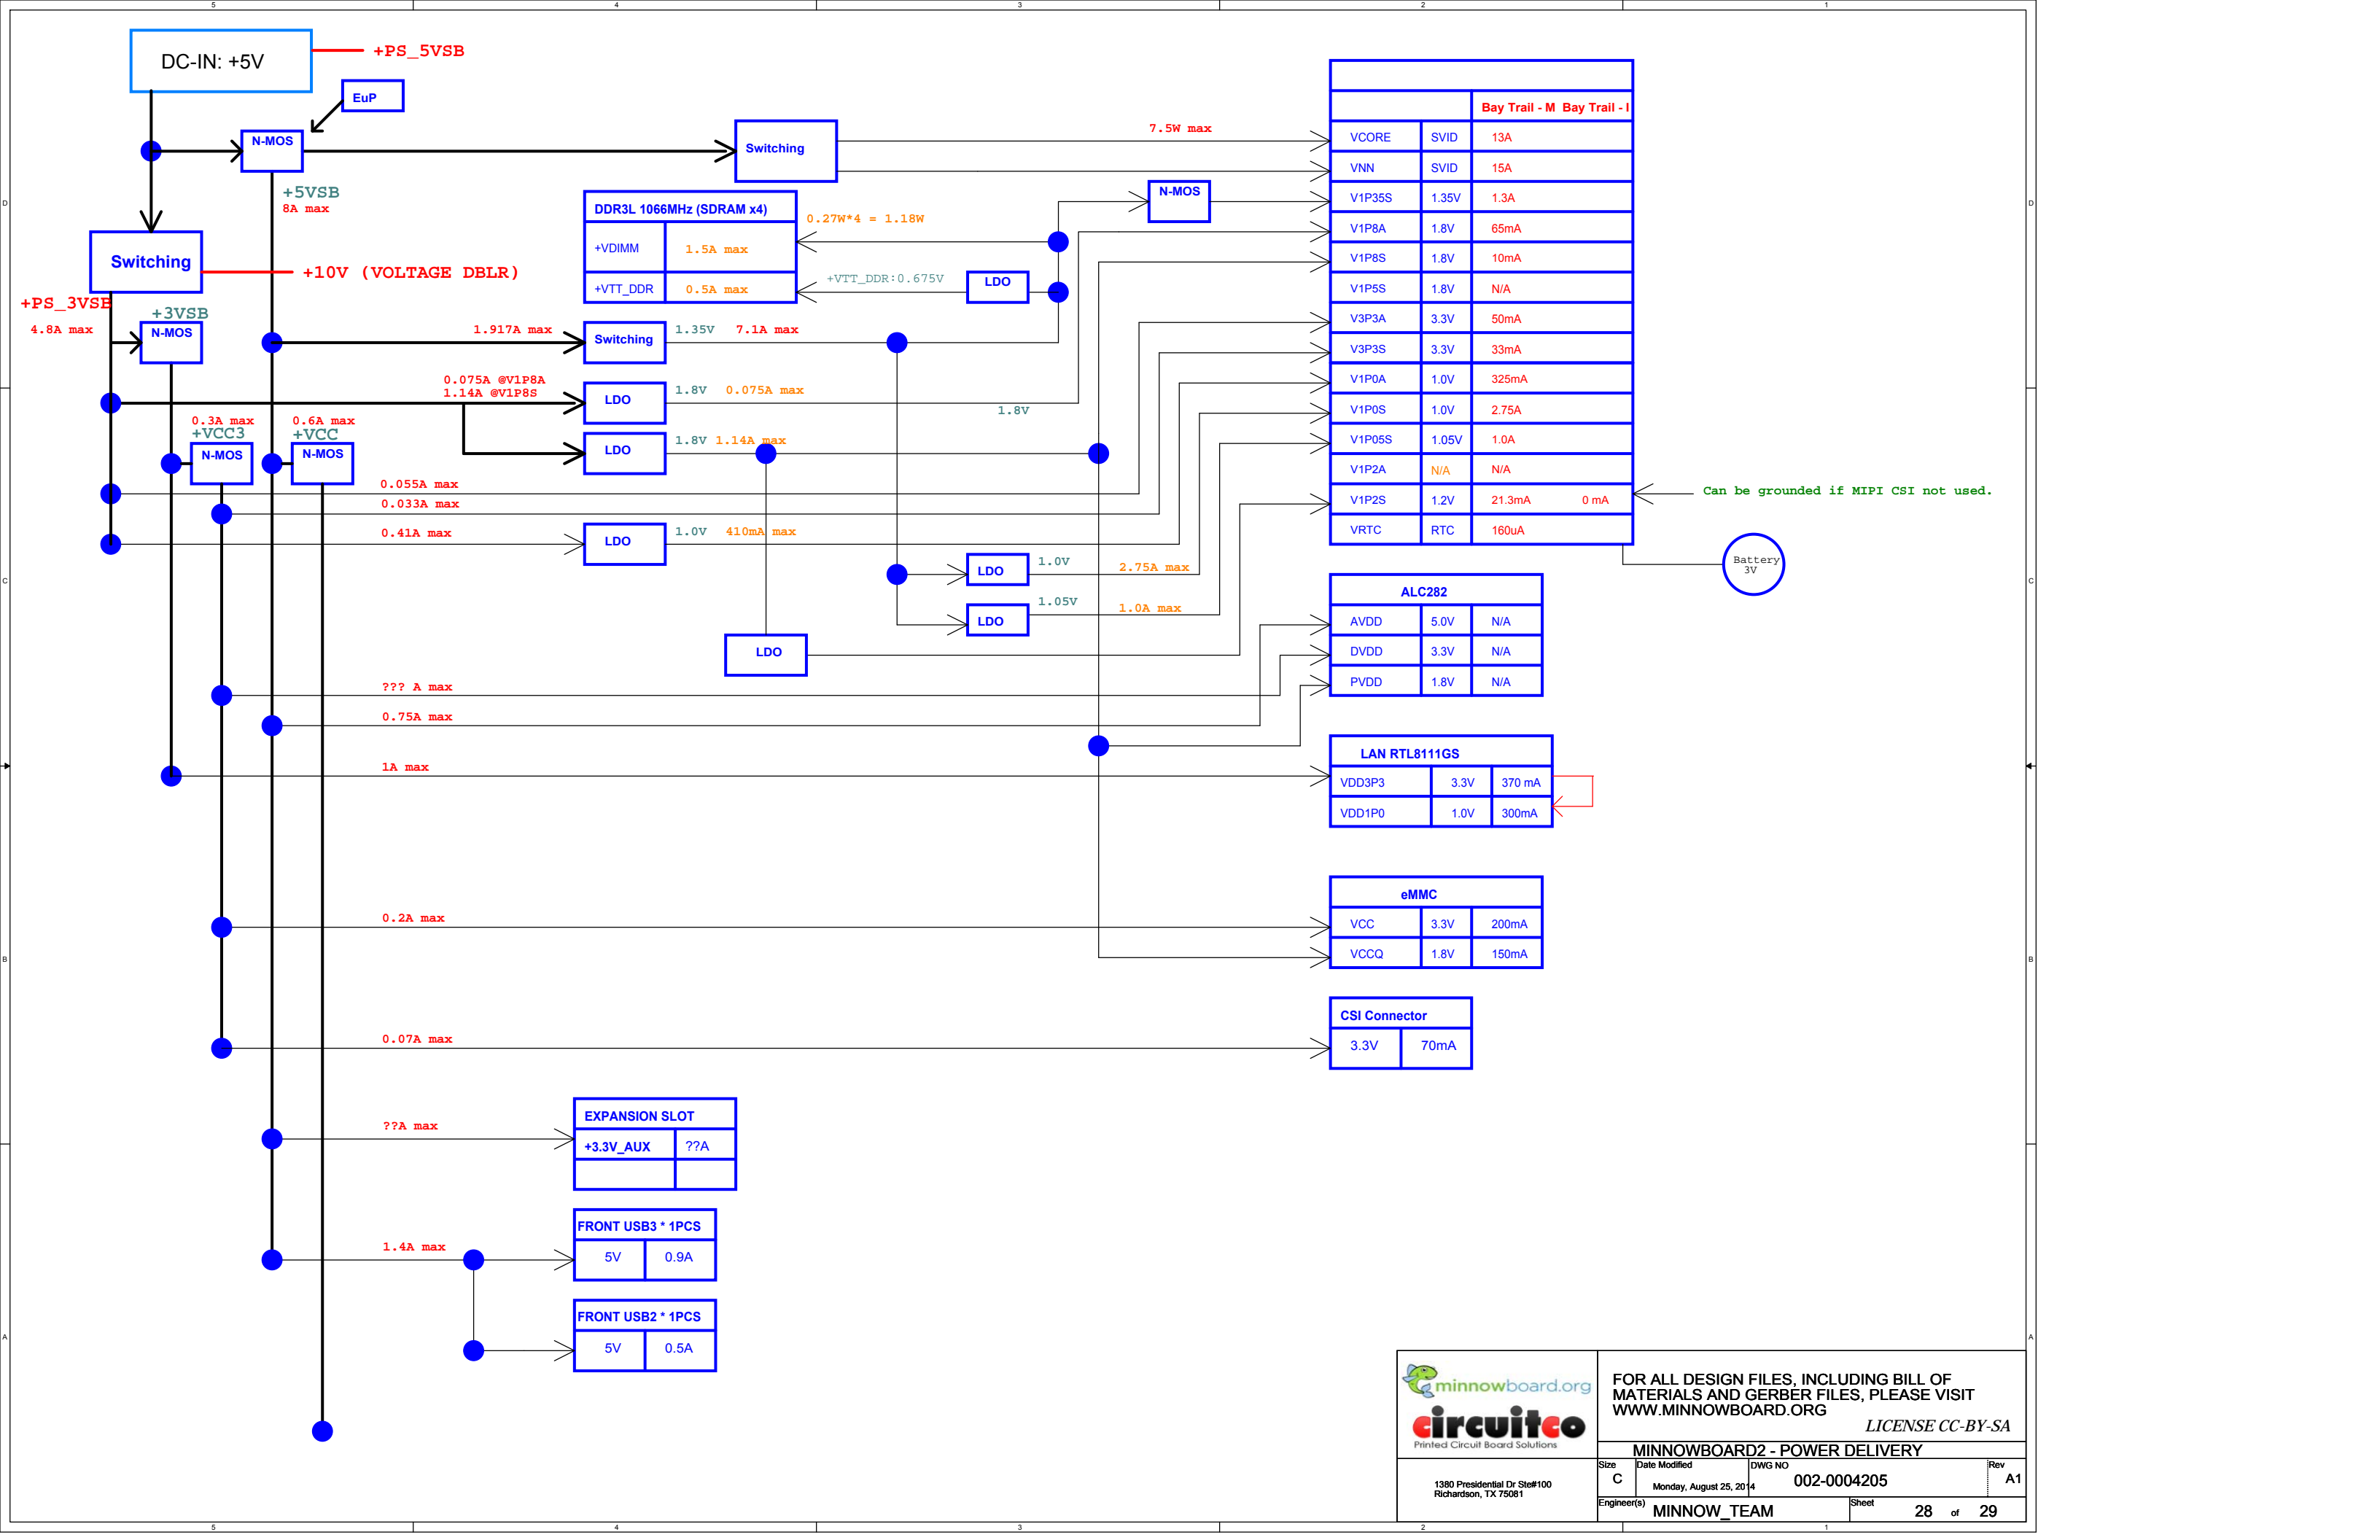 5 4 3 2 1
DC-IN: +5V
+PS_5VSB
EuP
N-MOS
+5VSB
8A max
Switching
7.5W max
Switching
+10V (VOLTAGE DBLR)
+PS_3VSB
4.8A max
+3VSB
N-MOS
DDR3L 1066MHz (SDRAM x4)
+VDIMM 1.5A max
+VTT_DDR 0.5A max
0.27W*4 = 1.18W
+VTT_DDR:0.675V
LDO
N-MOS
1.917A max
Switching
1.35V 7.1A max
0.075A @V1P8A
1.14A @V1P8S
LDO
1.8V 0.075A max
1.8V
LDO
1.8V 1.14A max
0.3A max
+VCC3
N-MOS
0.6A max
+VCC
N-MOS
0.055A max
0.033A max
0.41A max
LDO
1.0V 410mA max
LDO
1.0V
2.75A max
LDO
1.05V
1.0A max
LDO
??? A max
0.75A max
1A max
0.2A max
0.07A max
??A max
1.4A max
Bay Trail - M Bay Trail - I
VCORE SVID 13A
VNN SVID 15A
V1P35S 1.35V 1.3A
V1P8A 1.8V 65mA
V1P8S 1.8V 10mA
V1P5S 1.8V N/A
V3P3A 3.3V 50mA
V3P3S 3.3V 33mA
V1P0A 1.0V 325mA
V1P0S 1.0V 2.75A
V1P05S 1.05V 1.0A
V1P2A N/A N/A
V1P2S 1.2V 21.3mA 0 mA
VRTC RTC 160uA
Can be grounded if MIPI CSI not used.
Battery
3V
ALC282
AVDD 5.0V N/A
DVDD 3.3V N/A
PVDD 1.8V N/A
LAN RTL8111GS
VDD3P3 3.3V 370 mA
VDD1P0 1.0V 300mA
eMMC
VCC 3.3V 200mA
VCCQ 1.8V 150mA
CSI Connector
3.3V 70mA
EXPANSION SLOT
+3.3V_AUX ??A
FRONT USB3 * 1PCS
5V 0.9A
FRONT USB2 * 1PCS
5V 0.5A
D D
C C
B B
A A
minnowboard.org
circuitco
Printed Circuit Board Solutions
1380 Presidential Dr Ste#100
Richardson, TX 75081
FOR ALL DESIGN FILES, INCLUDING BILL OF
MATERIALS AND GERBER FILES, PLEASE VISIT
WWW.MINNOWBOARD.ORG
LICENSE CC-BY-SA
MINNOWBOARD2 - POWER DELIVERY
Size Date Modified DWG NO Rev
C Monday, August 25, 2014 002-0004205 A1
Engineer(s) MINNOW_TEAM Sheet 28 of 29
5 4 3 2 1